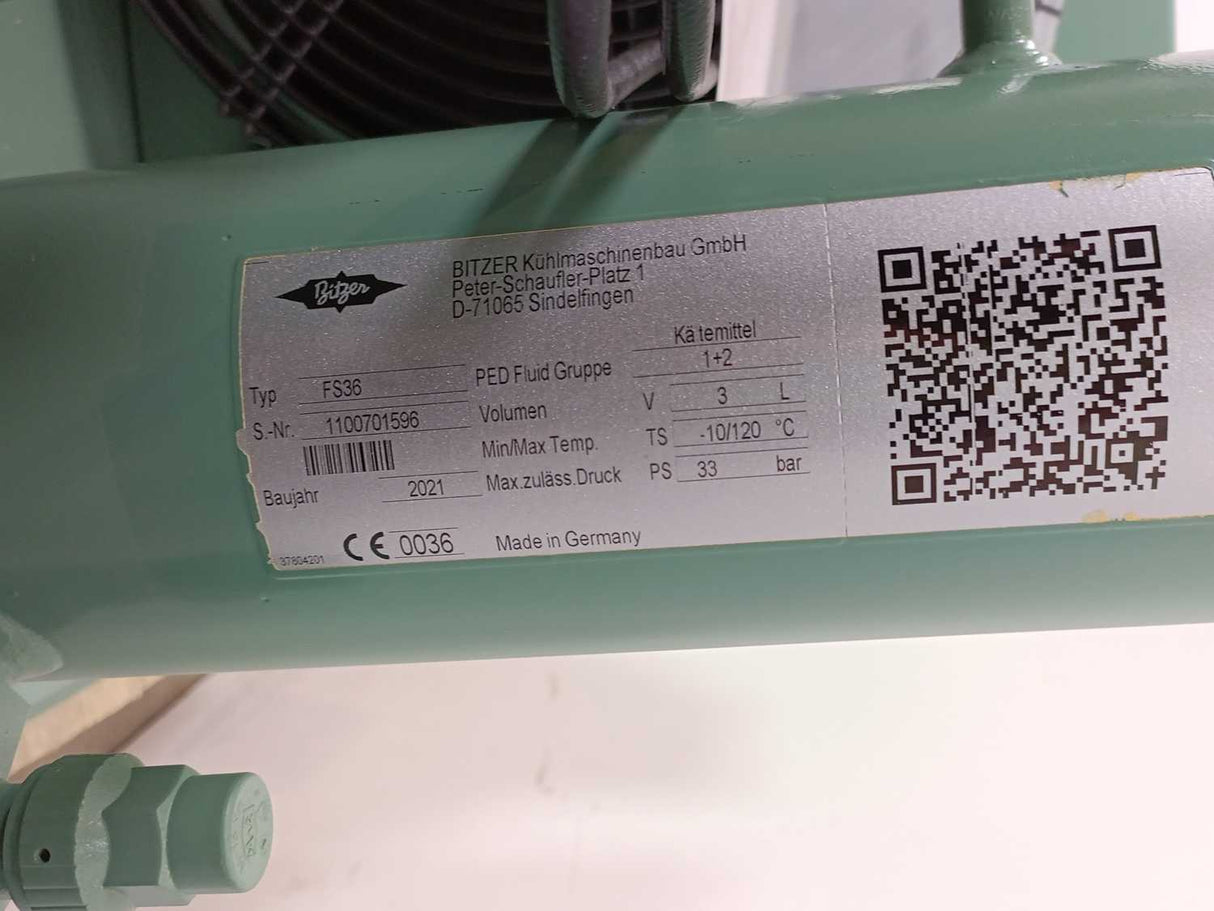 Bitzer
BITZER Kühlmaschinenbau GmbH
Peter-Schaufler-Platz 1
D-71065 Sindelfingen
Kä temittel
Typ FS36 PED Fluid Gruppe 1+2
S.-Nr. 1100701596 Volumen V 3 L
Min/Max Temp. TS -10/120 °C
Baujahr 2021 Max.zuläss.Druck PS 33 bar
37804201 CE 0036 Made in Germany